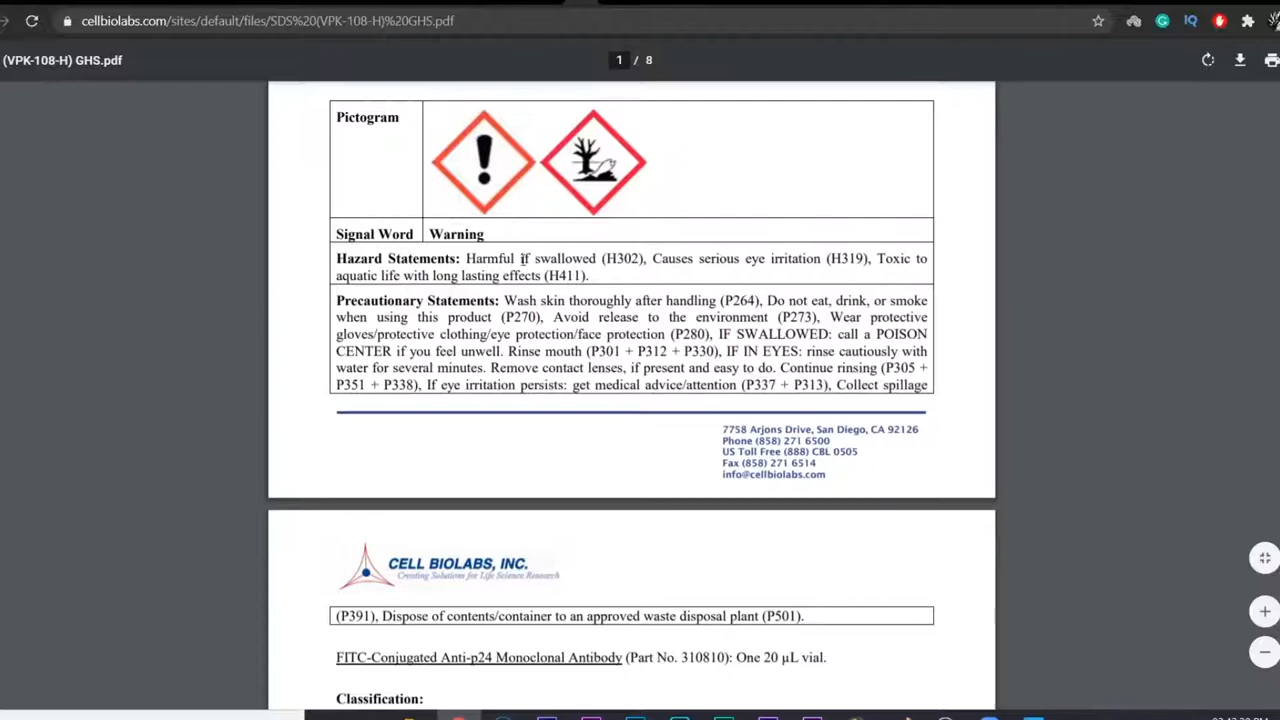 cellbiolabs.com/sites/default/files/SDS%20(VPK-108-H)%20GHS.pdf
(VPK-108-H) GHS.pdf
1 / 8
Pictogram
Signal Word Warning
Hazard Statements: Harmful if swallowed (H302), Causes serious eye irritation (H319), Toxic to
aquatic life with long lasting effects (H411).
Precautionary Statements: Wash skin thoroughly after handling (P264), Do not eat, drink, or smoke
when using this product (P270), Avoid release to the environment (P273), Wear protective
gloves/protective clothing/eye protection/face protection (P280), IF SWALLOWED: call a POISON
CENTER if you feel unwell. Rinse mouth (P301 + P312 + P330), IF IN EYES: rinse cautiously with
water for several minutes. Remove contact lenses, if present and easy to do. Continue rinsing (P305 +
P351 + P338), If eye irritation persists: get medical advice/attention (P337 + P313), Collect spillage
7758 Arjons Drive, San Diego, CA 92126
Phone (858) 271 6500
US Toll Free (888) CBL 0505
Fax (858) 271 6514
info@cellbiolabs.com
CELL BIOLABS, INC.
Creating Solutions for Life Science Research
(P391), Dispose of contents/container to an approved waste disposal plant (P501).
FITC-Conjugated Anti-p24 Monoclonal Antibody (Part No. 310810): One 20 µL vial.
Classification: